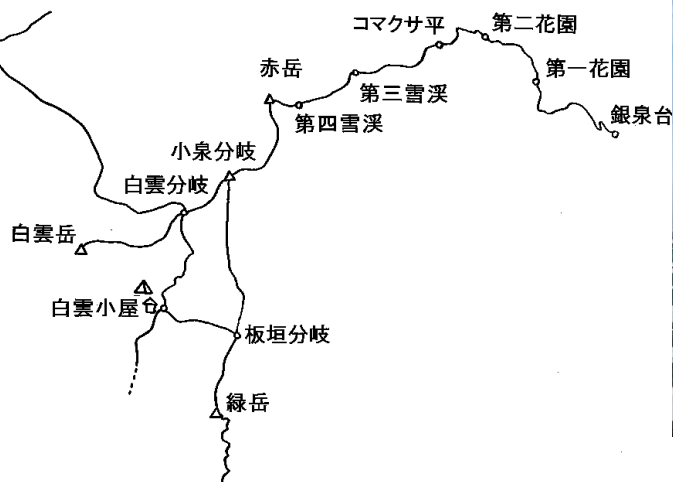 コマクサ平
第二花園
赤岳
第一花園
第三雪渓
銀泉台
第四雪渓
小泉分岐
白雲分岐
白雲岳
白雲小屋
板垣分岐
緑岳